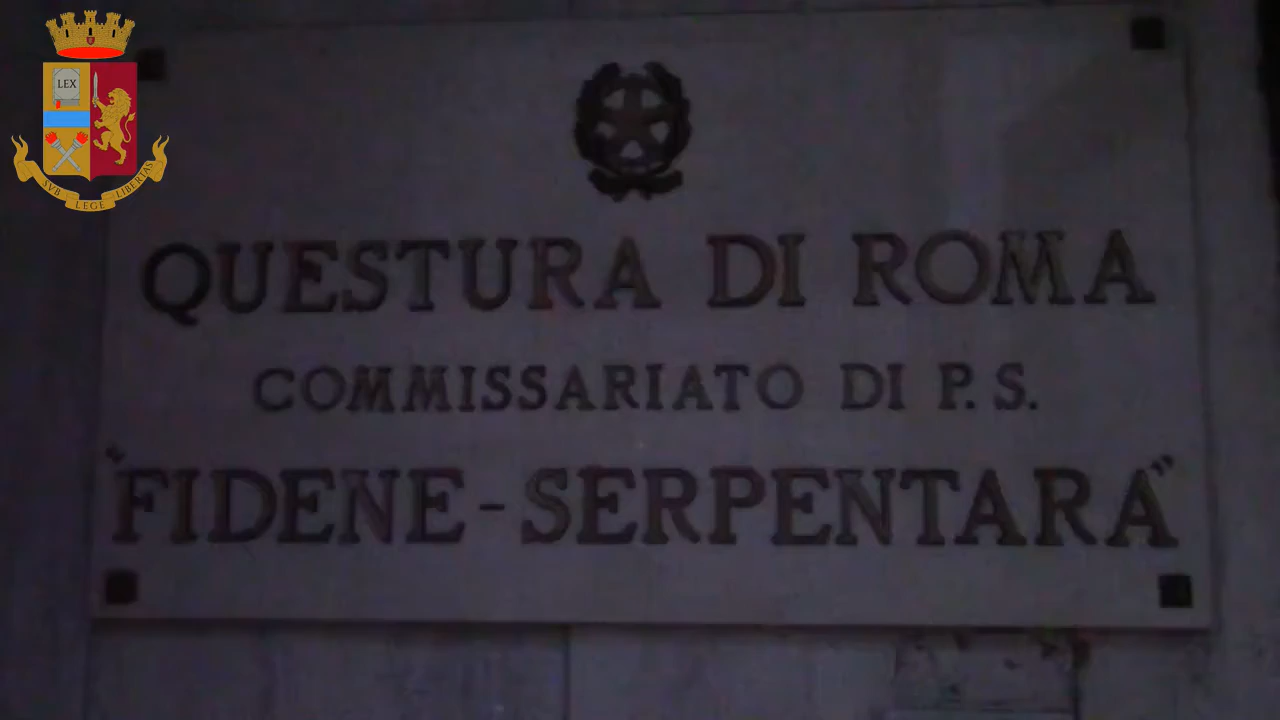 LEX
SVB LEGE LIBERTAS
QUESTURA DI ROMA
COMMISSARIATO DI P.S.
"FIDENE-SERPENTARA"